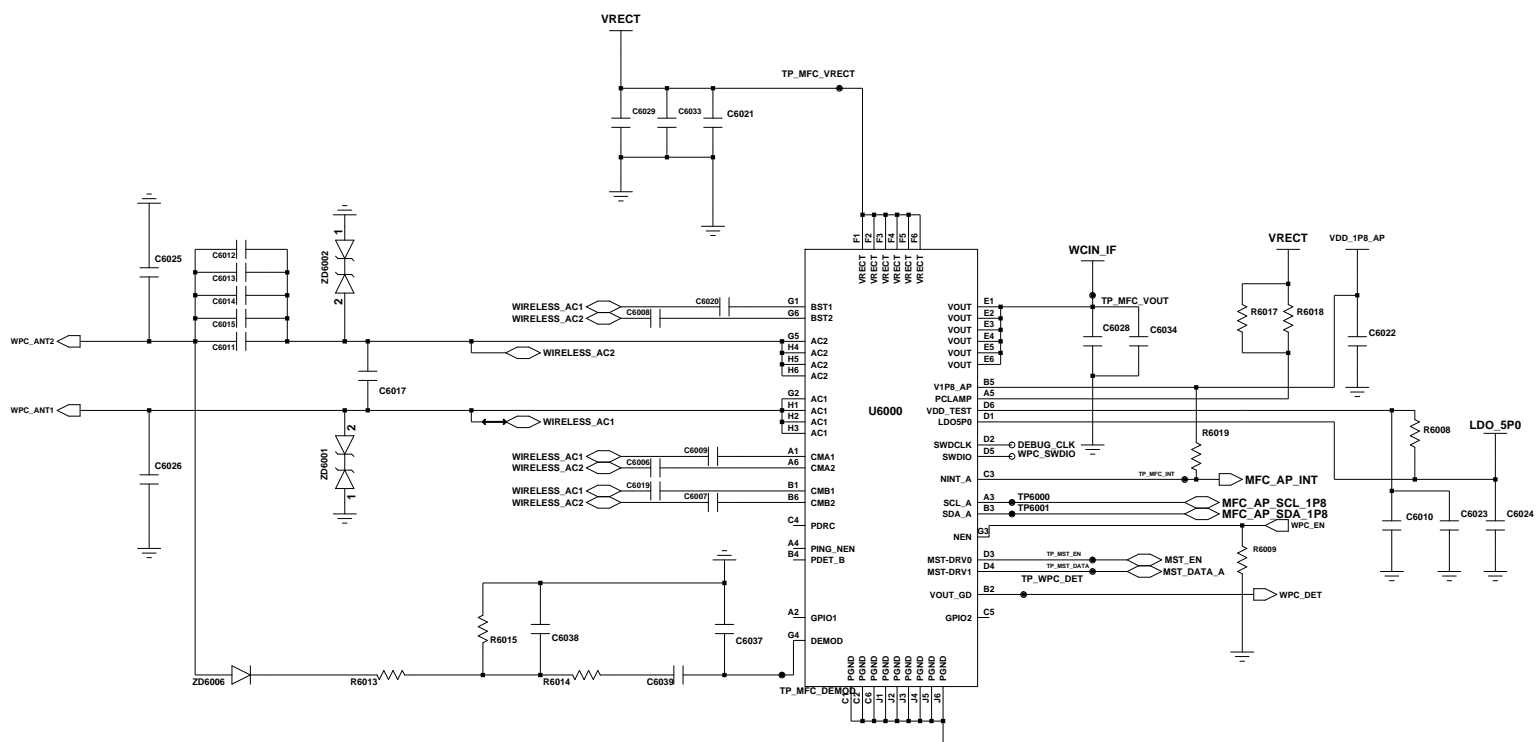 VRECT
TP_MFC_VRECT
C6029
C6033
C6021
C6025
C6012
C6013
C6014
C6015
C6011
ZD6002
1
2
WPC_ANT2
WIRELESS_AC2
C6017
WPC_ANT1
WIRELESS_AC1
C6026
ZD6001
2
1
F1
F2
F3
F4
F5
F6
VRECT
VRECT
VRECT
VRECT
VRECT
VRECT
WIRELESS_AC1
C6020
G1
BST1
WIRELESS_AC2
C6008
G6
BST2
G5
AC2
H4
AC2
H5
AC2
H6
AC2
G2
AC1
H1
AC1
H2
AC1
H3
AC1
WIRELESS_AC1
C6009
A1
CMA1
WIRELESS_AC2
C6006
A6
CMA2
WIRELESS_AC1
C6019
B1
CMB1
WIRELESS_AC2
C6007
B6
CMB2
C4
PDRC
A4
PING_NEN
B4
PDET_B
A2
GPIO1
G4
DEMOD
U6000
VOUT
E1
VOUT
E2
VOUT
E3
VOUT
E4
VOUT
E5
VOUT
E6
V1P8_AP
B5
PCLAMP
A5
VDD_TEST
D6
LDO5P0
D1
SWDCLK
D2
DEBUG_CLK
SWDIO
D5
WPC_SWDIO
NINT_A
C3
TP_MFC_INT
MFC_AP_INT
SCL_A
A3
TP6000
MFC_AP_SCL_1P8
SDA_A
B3
TP6001
MFC_AP_SDA_1P8
NEN
G3
WPC_EN
MST-DRV0
D3
TP_MST_EN
MST_EN
MST-DRV1
D4
TP_MST_DATA
MST_DATA_A
TP_WPC_DET
VOUT_GD
B2
WPC_DET
GPIO2
C5
WCIN_IF
TP_MFC_VOUT
C6028
C6034
VRECT
R6017
R6018
VDD_1P8_AP
C6022
R6019
R6008
LDO_5P0
C6010
C6023
C6024
R6009
R6015
C6038
C6037
ZD6006
R6013
R6014
C6039
TP_MFC_DEMOD
PGND
PGND
PGND
PGND
PGND
PGND
PGND
PGND
PGND
C1
C2
C6
J1
J2
J3
J4
J5
J6